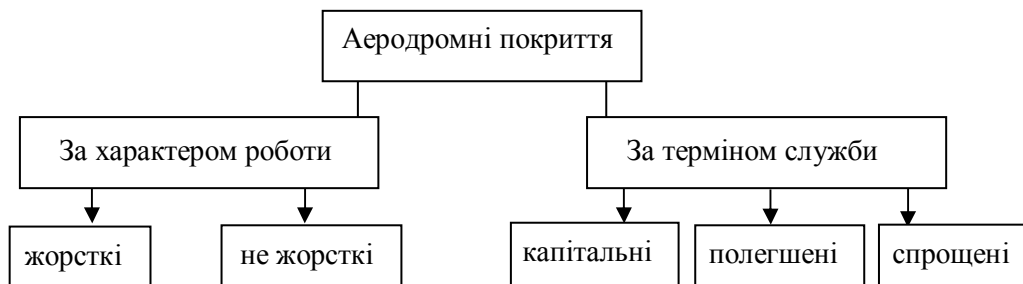 Аеродромні покриття
За характером роботи
За терміном служби
жорсткі
не жорсткі
капітальні
полегшені
спрощені